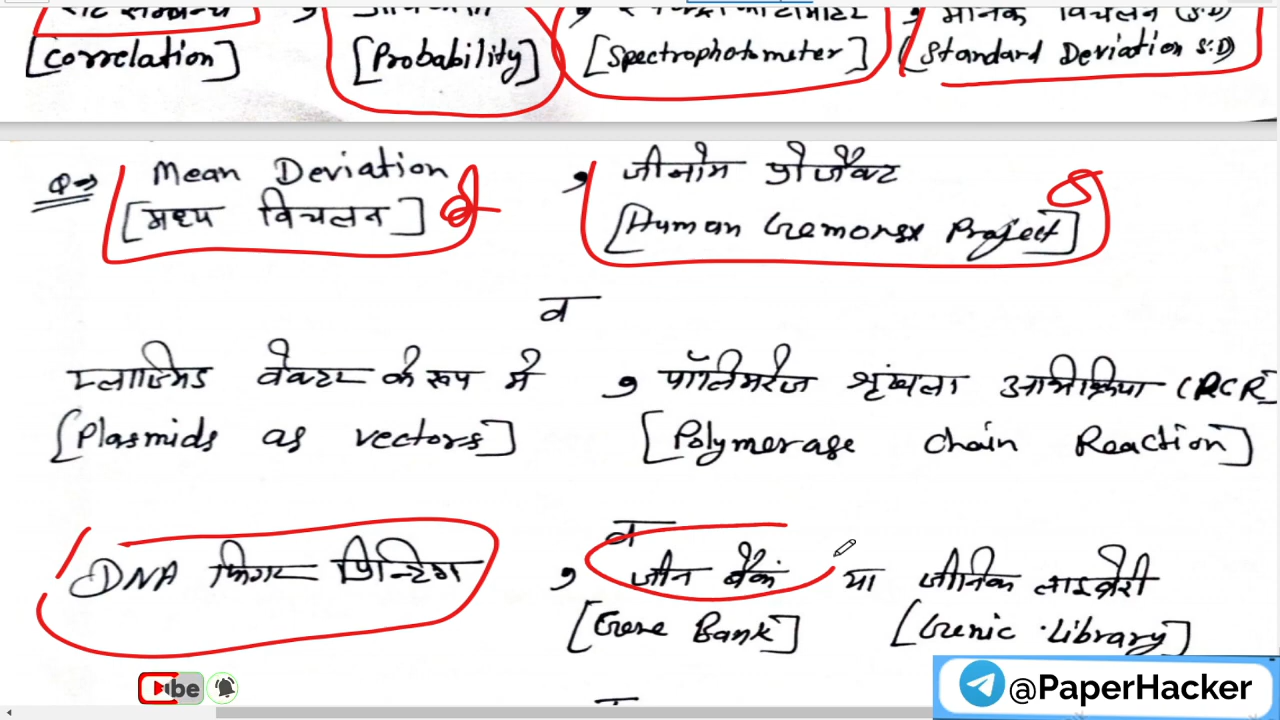 [Correlation] [Probability] [Spectrophotometer] [Standard Deviation S.D)
Q⇒ Mean Deviation , जीनोम प्रोजेक्ट
[मध्य विचलन] [Human Project]
व
प्लाज्मिड वेक्टर के रूप में , पॉलिमरेज श्रृंखला अभिक्रिया (PCR)
[Plasmids as vectors] [Polymerase Chain Reaction]
व
DNA फिंगर प्रिन्टिंग , जीन बैंक या जीनिक लाइब्रेरी
[Gene Bank] [Genic Library]
be
@PaperHacker